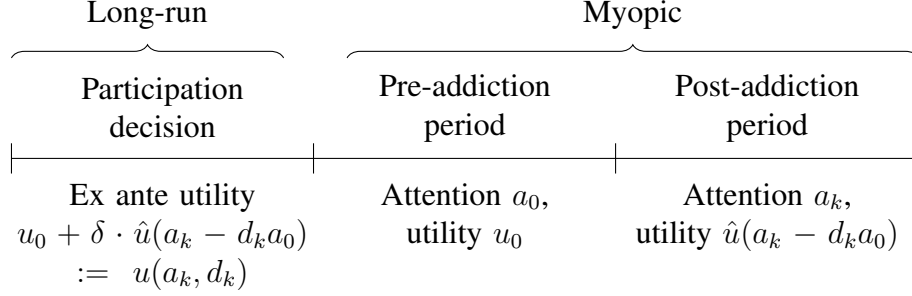 Long-run Myopic
Participation decision Pre-addiction period Post-addiction period
Ex ante utility
u_0 + δ · û(a_k − d_k a_0)
:= u(a_k, d_k)
Attention a_0,
utility u_0
Attention a_k,
utility û(a_k − d_k a_0)